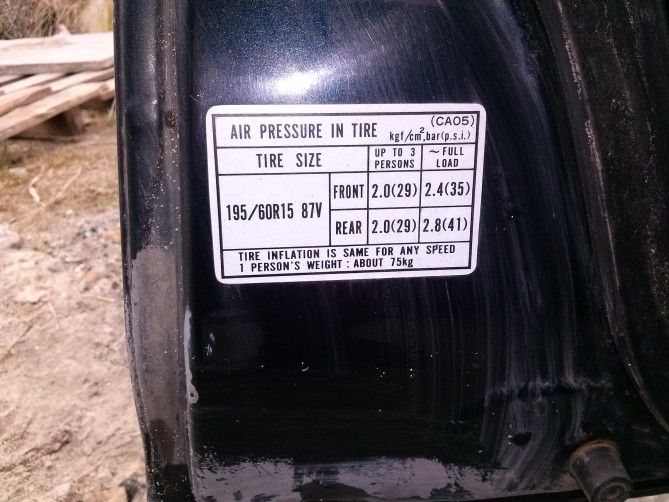 AIR PRESSURE IN TIRE (CA05) kgf/cm²,bar(p.s.i.)
TIRE SIZE UP TO 3 PERSONS ~FULL LOAD
195/60R15 87V FRONT 2.0(29) 2.4(35)
REAR 2.0(29) 2.8(41)
TIRE INFLATION IS SAME FOR ANY SPEED
1 PERSON'S WEIGHT : ABOUT 75kg